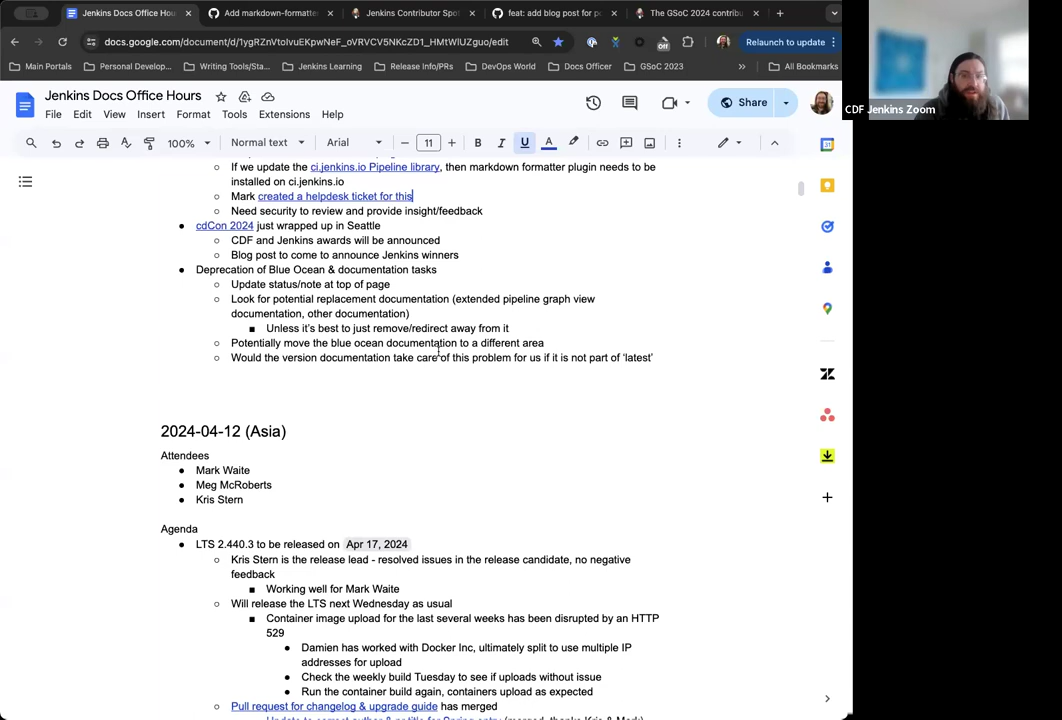 Jenkins Docs Office Hours
Add markdown-formatter
Jenkins Contributor Spo
feat: add blog post for p
The GSoC 2024 contribu
docs.google.com/document/d/1ygRZnVtoIvuEKpwNeF_oVRVCV5NKcZD1_HMtWlUZguo/edit
Off
Relaunch to update
Main Portals
Personal Develop...
Writing Tools/Sta...
Jenkins Learning
Release Info/PRs
DevOps World
Docs Officer
GSoC 2023
»
All Bookmarks
Jenkins Docs Office Hours
File Edit View Insert Format Tools Extensions Help
Share
100% Normal text Arial 11 B I U A
CDF Jenkins Zoom
If we update the ci.jenkins.io Pipeline library, then markdown formatter plugin needs to be
installed on ci.jenkins.io
Mark created a helpdesk ticket for this
Need security to review and provide insight/feedback
cdCon 2024 just wrapped up in Seattle
CDF and Jenkins awards will be announced
Blog post to come to announce Jenkins winners
Deprecation of Blue Ocean & documentation tasks
Update status/note at top of page
Look for potential replacement documentation (extended pipeline graph view
documentation, other documentation)
Unless it's best to just remove/redirect away from it
Potentially move the blue ocean documentation to a different area
Would the version documentation take care of this problem for us if it is not part of 'latest'
2024-04-12 (Asia)
Attendees
Mark Waite
Meg McRoberts
Kris Stern
Agenda
LTS 2.440.3 to be released on Apr 17, 2024
Kris Stern is the release lead - resolved issues in the release candidate, no negative
feedback
Working well for Mark Waite
Will release the LTS next Wednesday as usual
Container image upload for the last several weeks has been disrupted by an HTTP
529
Damien has worked with Docker Inc, ultimately split to use multiple IP
addresses for upload
Check the weekly build Tuesday to see if uploads without issue
Run the container build again, containers upload as expected
Pull request for changelog & upgrade guide has merged